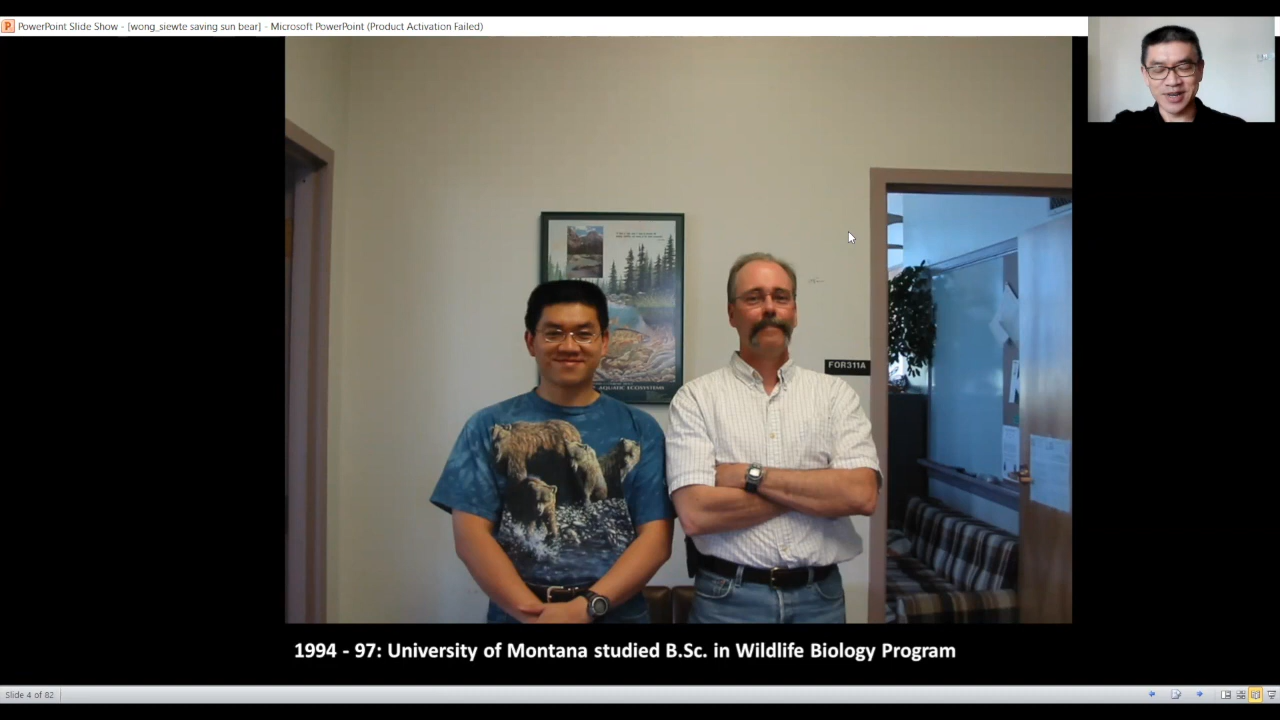 PowerPoint Slide Show - [wong_siewte saving sun bear] - Microsoft PowerPoint (Product Activation Failed)
FOR311A
AQUATIC ECOSYSTEMS
1994 - 97: University of Montana studied B.Sc. in Wildlife Biology Program
Slide 4 of 82